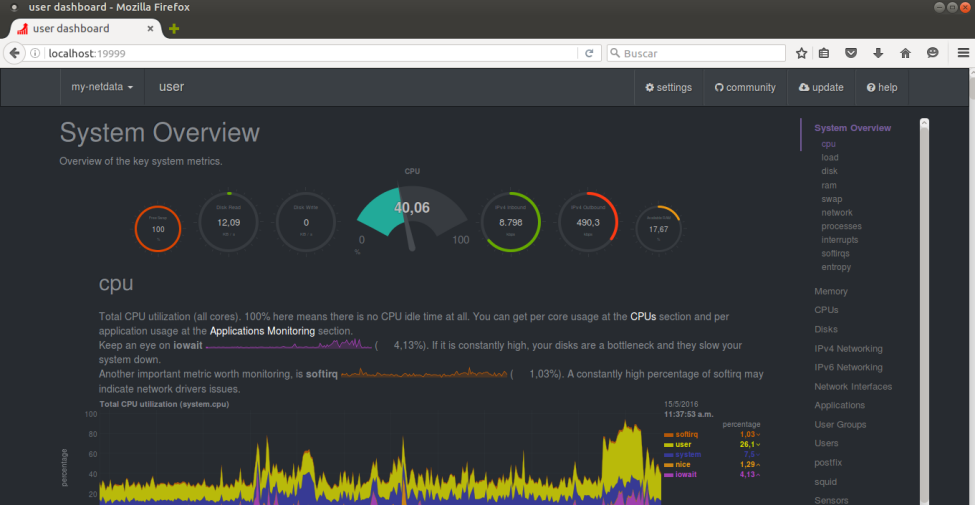 user dashboard - Mozilla Firefox
user dashboard
localhost:19999
Buscar
my-netdata
user
settings
community
update
help
System Overview
Overview of the key system metrics.
CPU
100
Disk Read
12,09
Disk Write
0
40,06
0
100
%
IPv4 Inbound
8.798
IPv4 Outbound
490,3
17,67
cpu
Total CPU utilization (all cores). 100% here means there is no CPU idle time at all. You can get per core usage at the CPUs section and per
application usage at the Applications Monitoring section.
Keep an eye on iowait ( 4,13%). If it is constantly high, your disks are a bottleneck and they slow your
system down.
Another important metric worth monitoring, is softirq ( 1,03%). A constantly high percentage of softirq may
indicate network drivers issues.
Total CPU utilization (system.cpu)
percentage
100
80
60
40
20
15/5/2016
11:37:53 a.m.
percentage
softirq 1,03
user 26,1
system 7,5
nice 1,29
iowait 4,13
System Overview
cpu
load
disk
ram
swap
network
processes
interrupts
softirqs
entropy
Memory
CPUs
Disks
IPv4 Networking
IPv6 Networking
Network Interfaces
Applications
User Groups
Users
postfix
squid
Sensors